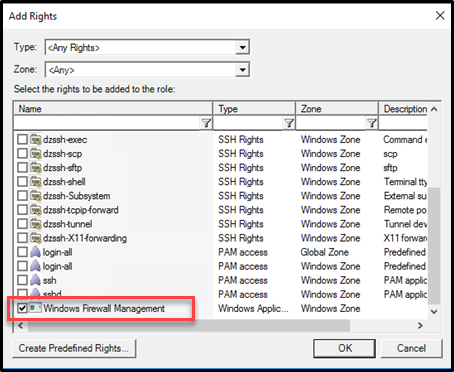 Add Rights
Type: <Any Rights>
Zone: <Any>
Select the rights to be added to the role:
Name Type Zone Description
dzssh-exec SSH Rights Windows Zone Command e
dzssh-scp SSH Rights Windows Zone scp
dzssh-sftp SSH Rights Windows Zone sftp
dzssh-shell SSH Rights Windows Zone Terminal tty
dzssh-Subsystem SSH Rights Windows Zone External su
dzssh-tcpip-forward SSH Rights Windows Zone Remote po
dzssh-tunnel SSH Rights Windows Zone Tunnel dev
dzssh-X11-forwarding SSH Rights Windows Zone X11 forward
login-all PAM access Global Zone Predefined
login-all PAM access Windows Zone Predefined
ssh PAM access Windows Zone PAM applic
sshd PAM access Windows Zone PAM applic
Windows Firewall Management Windows Applic... Windows Zone
Create Predefined Rights... OK Cancel